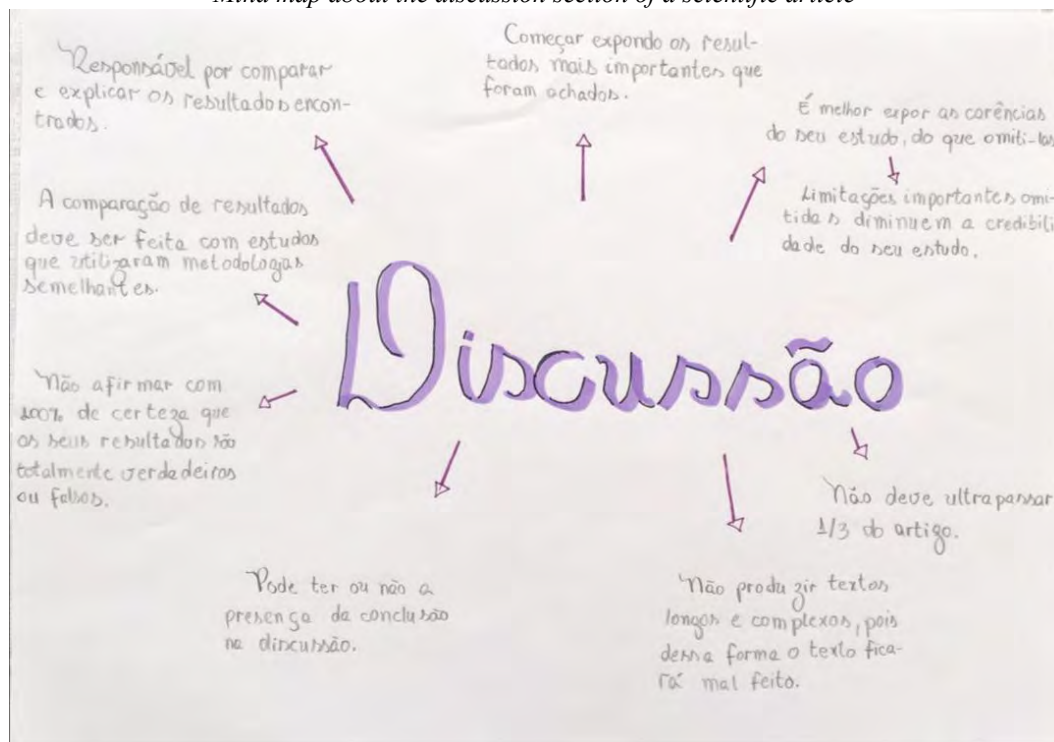 Mind map about the discussion section of a scientific article
Responsável por comparar
e explicar os resultados encon-
trados.
Começar expondo os resul-
tados mais importantes que
foram achados.
É melhor expor as carências
do seu estudo, do que omiti-las
Limitações importantes omi-
tidas diminuem a credibili
dade do seu estudo.
A comparação de resultados
deve ser feita com estudos
que utilizaram metodologias
semelhantes.
Discussão
Não afirmar com
100% de certeza que
os seus resultados são
totalmente verdadeiros
ou falsos.
Não deve ultrapassar
1/3 do artigo.
Pode ter ou não a
presença da conclusão
na discussão.
Não produzir textos
longos e complexos, pois
dessa forma o texto fica-
rá mal feito.